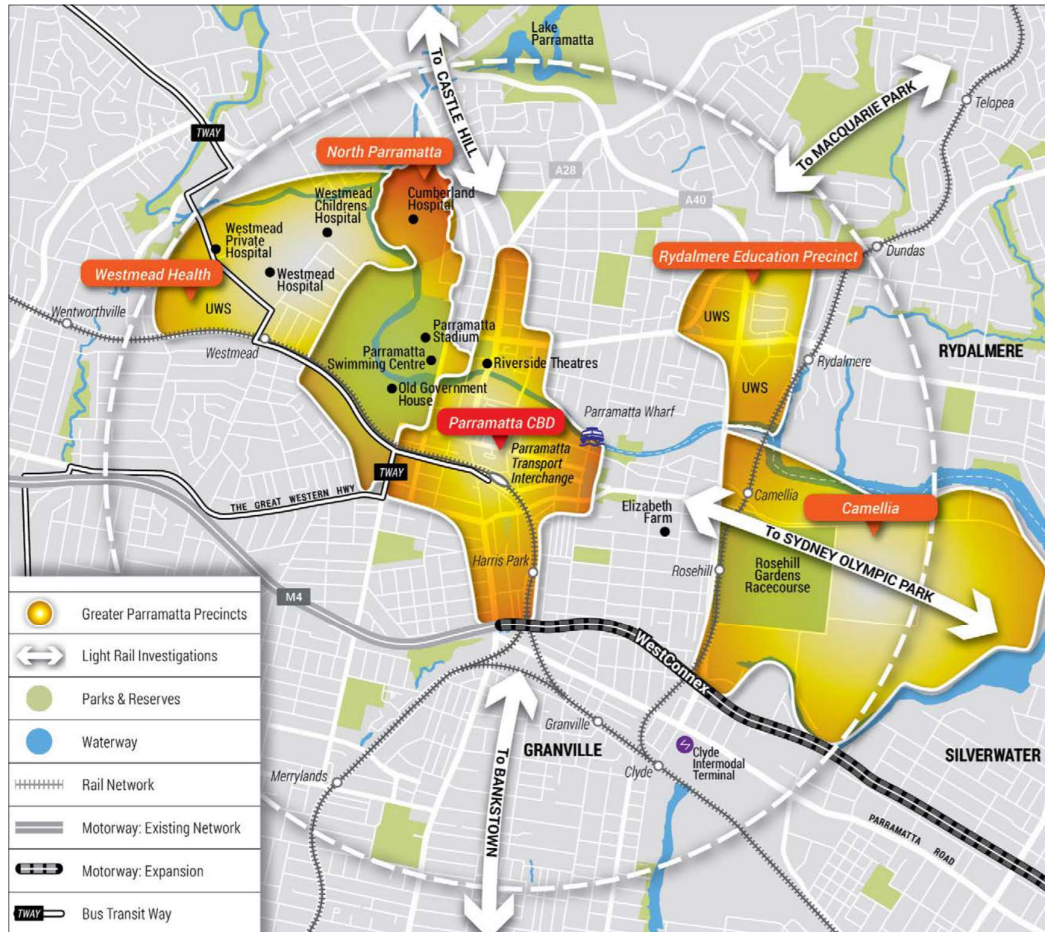 Lake
Parramatta
To CASTLE HILL
To MACQUARIE PARK
Telopea
TWAY
North Parramatta
A28
A40
Westmead
Childrens
Hospital
Cumberland
Hospital
Westmead
Private
Hospital
Westmead
Hospital
Westmead Health
UWS
Rydalmere Education Precinct
Dundas
UWS
Wentworthville
Westmead
Parramatta
Stadium
Parramatta
Swimming Centre
Riverside Theatres
Old Government
House
Rydalmere
RYDALMERE
UWS
Parramatta CBD
Parramatta Wharf
Parramatta
Transport
Interchange
TWAY
THE GREAT WESTERN HWY
Elizabeth
Farm
Camellia
Camellia
To SYDNEY OLYMPIC PARK
Harris Park
Rosehill
Rosehill
Gardens
Racecourse
M4
WestConnex
Granville
GRANVILLE
Clyde
Clyde
Intermodal
Terminal
Merrylands
To BANKSTOWN
SILVERWATER
PARRAMATTA ROAD
Greater Parramatta Precincts
Light Rail Investigations
Parks & Reserves
Waterway
Rail Network
Motorway: Existing Network
Motorway: Expansion
TWAY Bus Transit Way